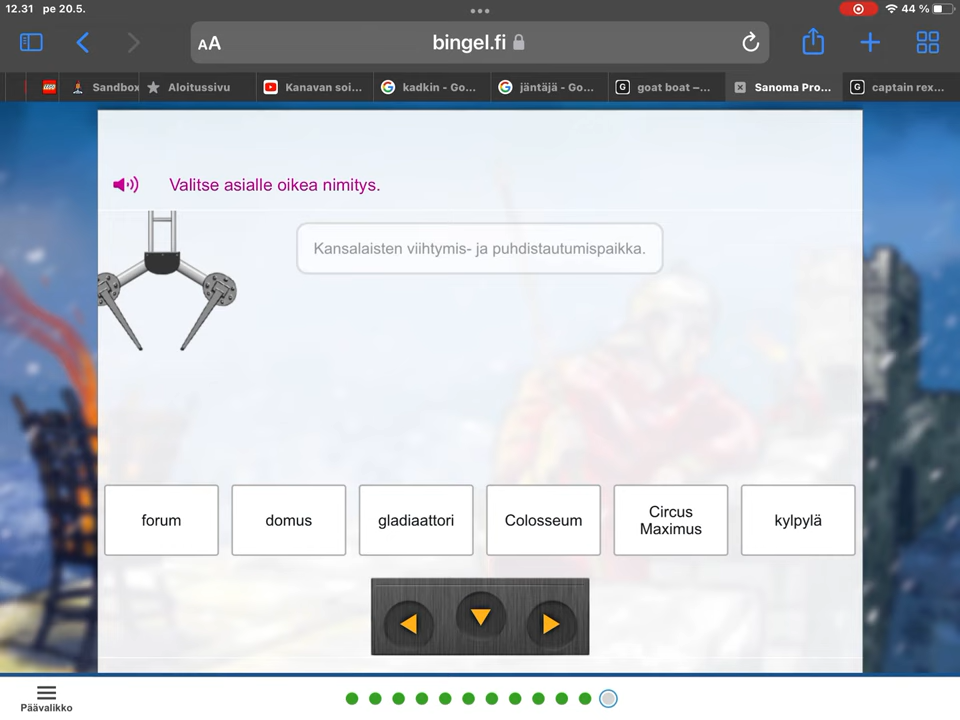 12.31 pe 20.5.
44 %
AA
bingel.fi
LEGO
Sandbox
Aloitussivu
Kanavan soi...
kadkin - Go...
jäntäjä - Go...
G goat boat –...
Sanoma Pro...
G captain rex...
Valitse asialle oikea nimitys.
Kansalaisten viihtymis- ja puhdistautumispaikka.
forum
domus
gladiaattori
Colosseum
Circus
Maximus
kylpylä
Päävalikko